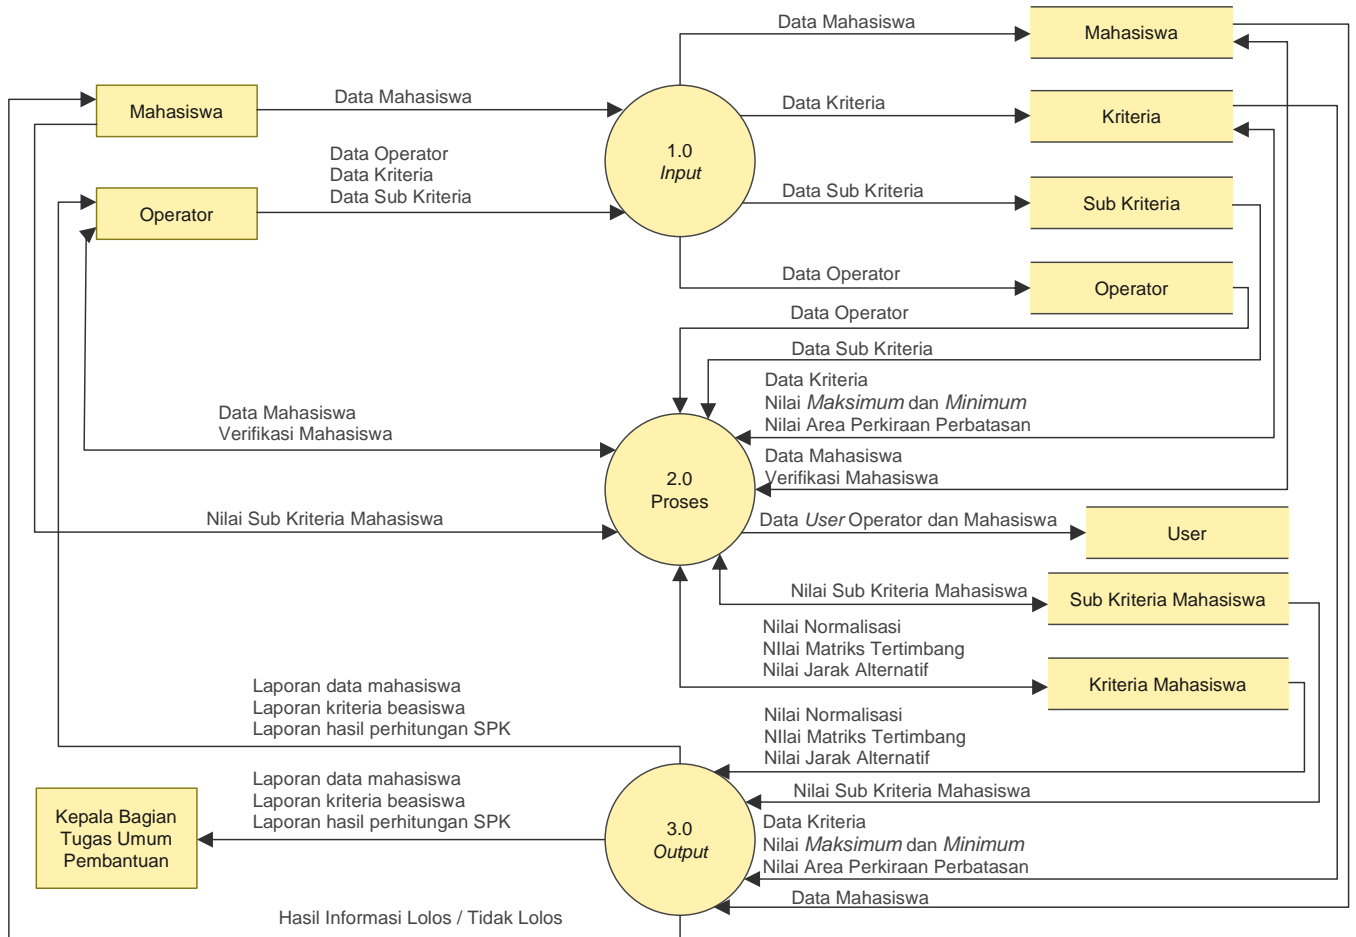 Data Mahasiswa
Mahasiswa
Data Mahasiswa
Mahasiswa
Data Kriteria
Kriteria
1.0
Input
Data Operator
Data Kriteria
Data Sub Kriteria
Operator
Data Sub Kriteria
Sub Kriteria
Data Operator
Operator
Data Operator
Data Sub Kriteria
Data Kriteria
Nilai Maksimum dan Minimum
Nilai Area Perkiraan Perbatasan
Data Mahasiswa
Verifikasi Mahasiswa
Data Mahasiswa
Verifikasi Mahasiswa
2.0
Proses
Nilai Sub Kriteria Mahasiswa
Data User Operator dan Mahasiswa
User
Nilai Sub Kriteria Mahasiswa
Sub Kriteria Mahasiswa
Nilai Normalisasi
NIlai Matriks Tertimbang
Nilai Jarak Alternatif
Kriteria Mahasiswa
Laporan data mahasiswa
Laporan kriteria beasiswa
Laporan hasil perhitungan SPK
Nilai Normalisasi
NIlai Matriks Tertimbang
Nilai Jarak Alternatif
Laporan data mahasiswa
Laporan kriteria beasiswa
Laporan hasil perhitungan SPK
Nilai Sub Kriteria Mahasiswa
Kepala Bagian
Tugas Umum
Pembantuan
3.0
Output
Data Kriteria
Nilai Maksimum dan Minimum
Nilai Area Perkiraan Perbatasan
Data Mahasiswa
Hasil Informasi Lolos / Tidak Lolos